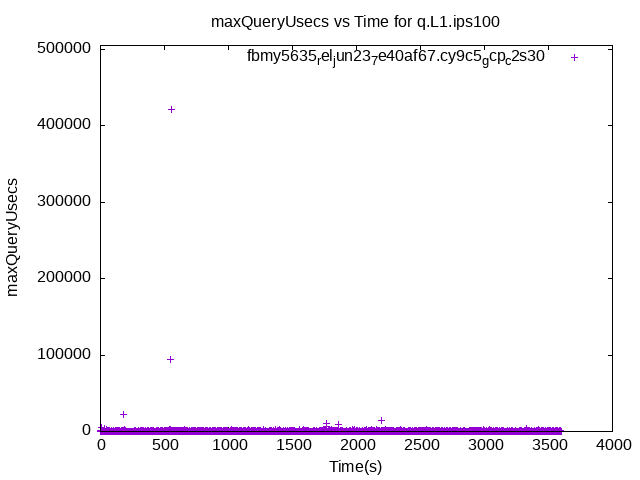 maxQueryUsecs vs Time for q.L1.ips100
fbmy5635reljun237e40af67.cy9c5gcpc2s30
500000
400000
300000
200000
100000
0
maxQueryUsecs
0 500 1000 1500 2000 2500 3000 3500 4000
Time(s)